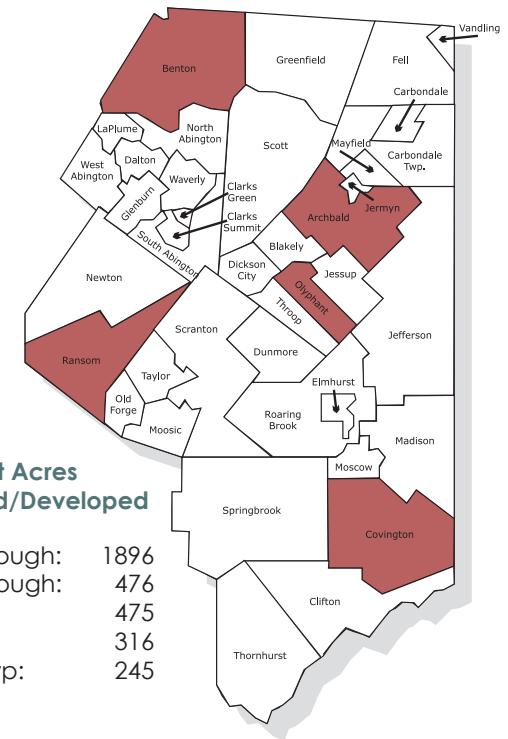 Vandling
Benton
Greenfield
Fell
Carbondale
LaPlume
North
Abington
Scott
Mayfield
Carbondale
Twp.
West
Abington
Dalton
Waverly
Clarks
Green
Jermyn
Glenburn
Clarks
Summit
Archbald
South Abington
Blakely
Newton
Dickson
City
Jessup
Olyphant
Throop
Scranton
Jefferson
Ransom
Dunmore
Taylor
Elmhurst
Old
Forge
Roaring
Brook
Moosic
Madison
Moscow
t Acres
d/Developed
Springbrook
Covington
ough: 1896
ough: 476
475
316
p: 245
Clifton
Thornhurst